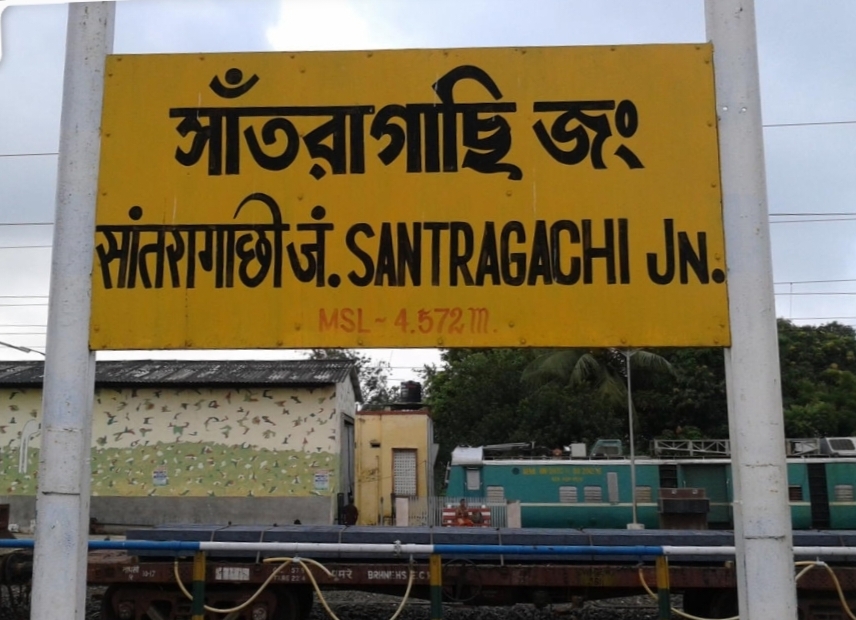 সাঁতরাগাছি জং
सांतरागाछी जं. SANTRAGACHI JN.
MSL - 4.572 m.